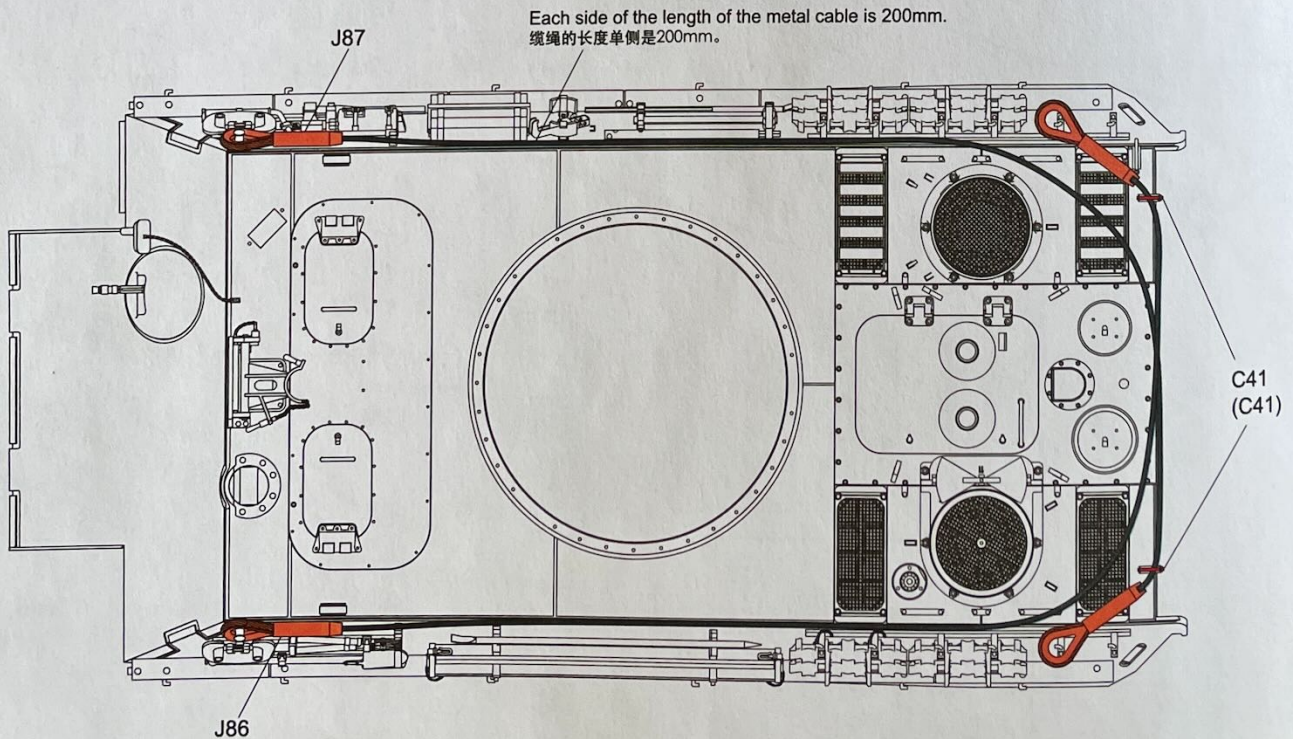 Each side of the length of the metal cable is 200mm.
缆绳的长度单侧是200mm。
J87
C41
(C41)
J86